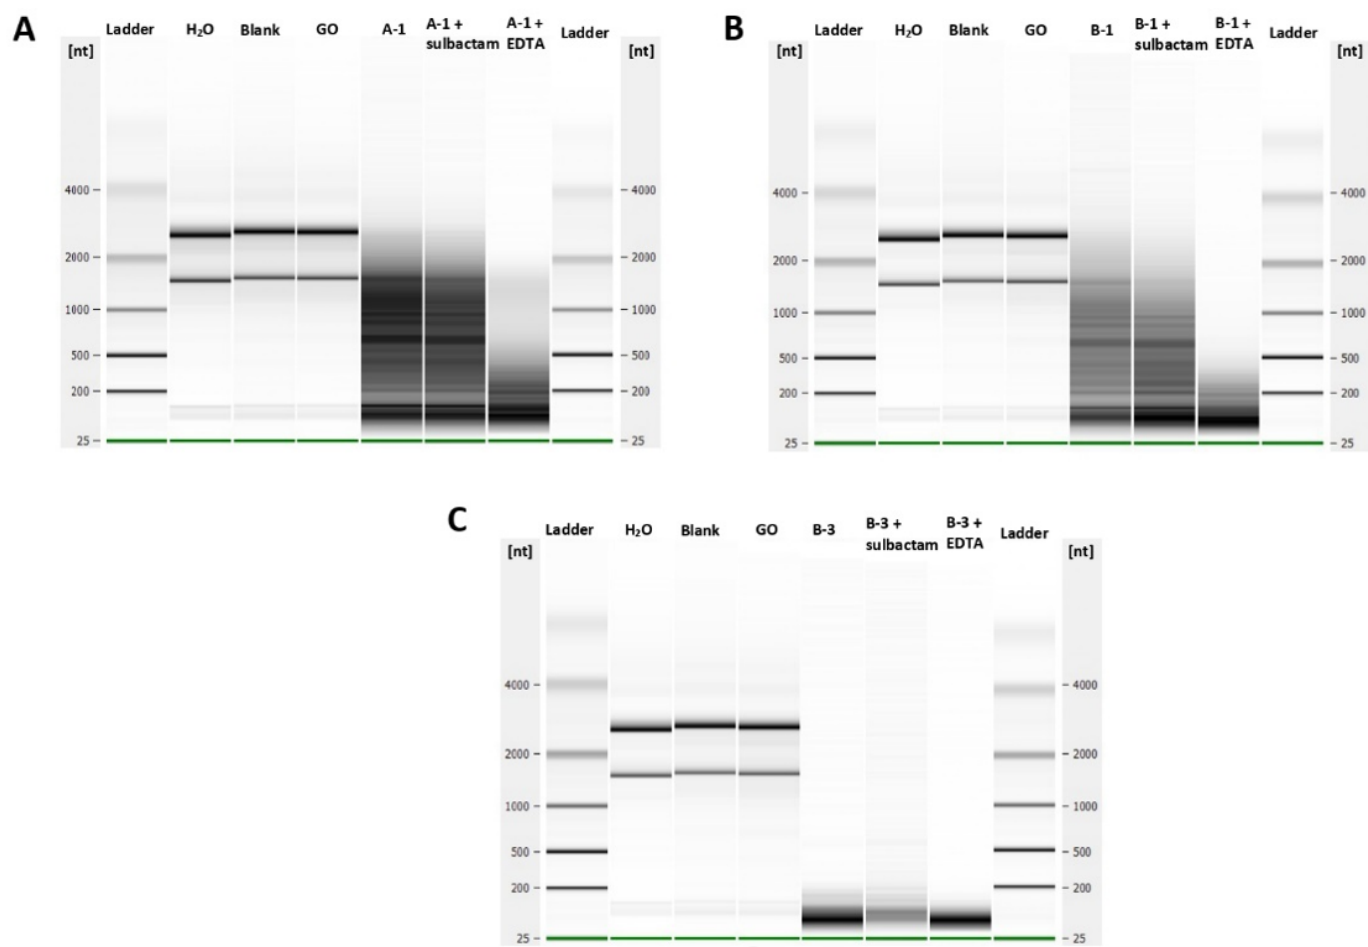 A
Ladder H₂O Blank GO A-1 A-1 + sulbactam A-1 + EDTA Ladder
[nt] [nt]
4000 4000
2000 2000
1000 1000
500 500
200 200
25 25
B
Ladder H₂O Blank GO B-1 B-1 + sulbactam B-1 + EDTA Ladder
[nt] [nt]
4000 4000
2000 2000
1000 1000
500 500
200 200
25 25
C
Ladder H₂O Blank GO B-3 B-3 + sulbactam B-3 + EDTA Ladder
[nt] [nt]
4000 4000
2000 2000
1000 1000
500 500
200 200
25 25